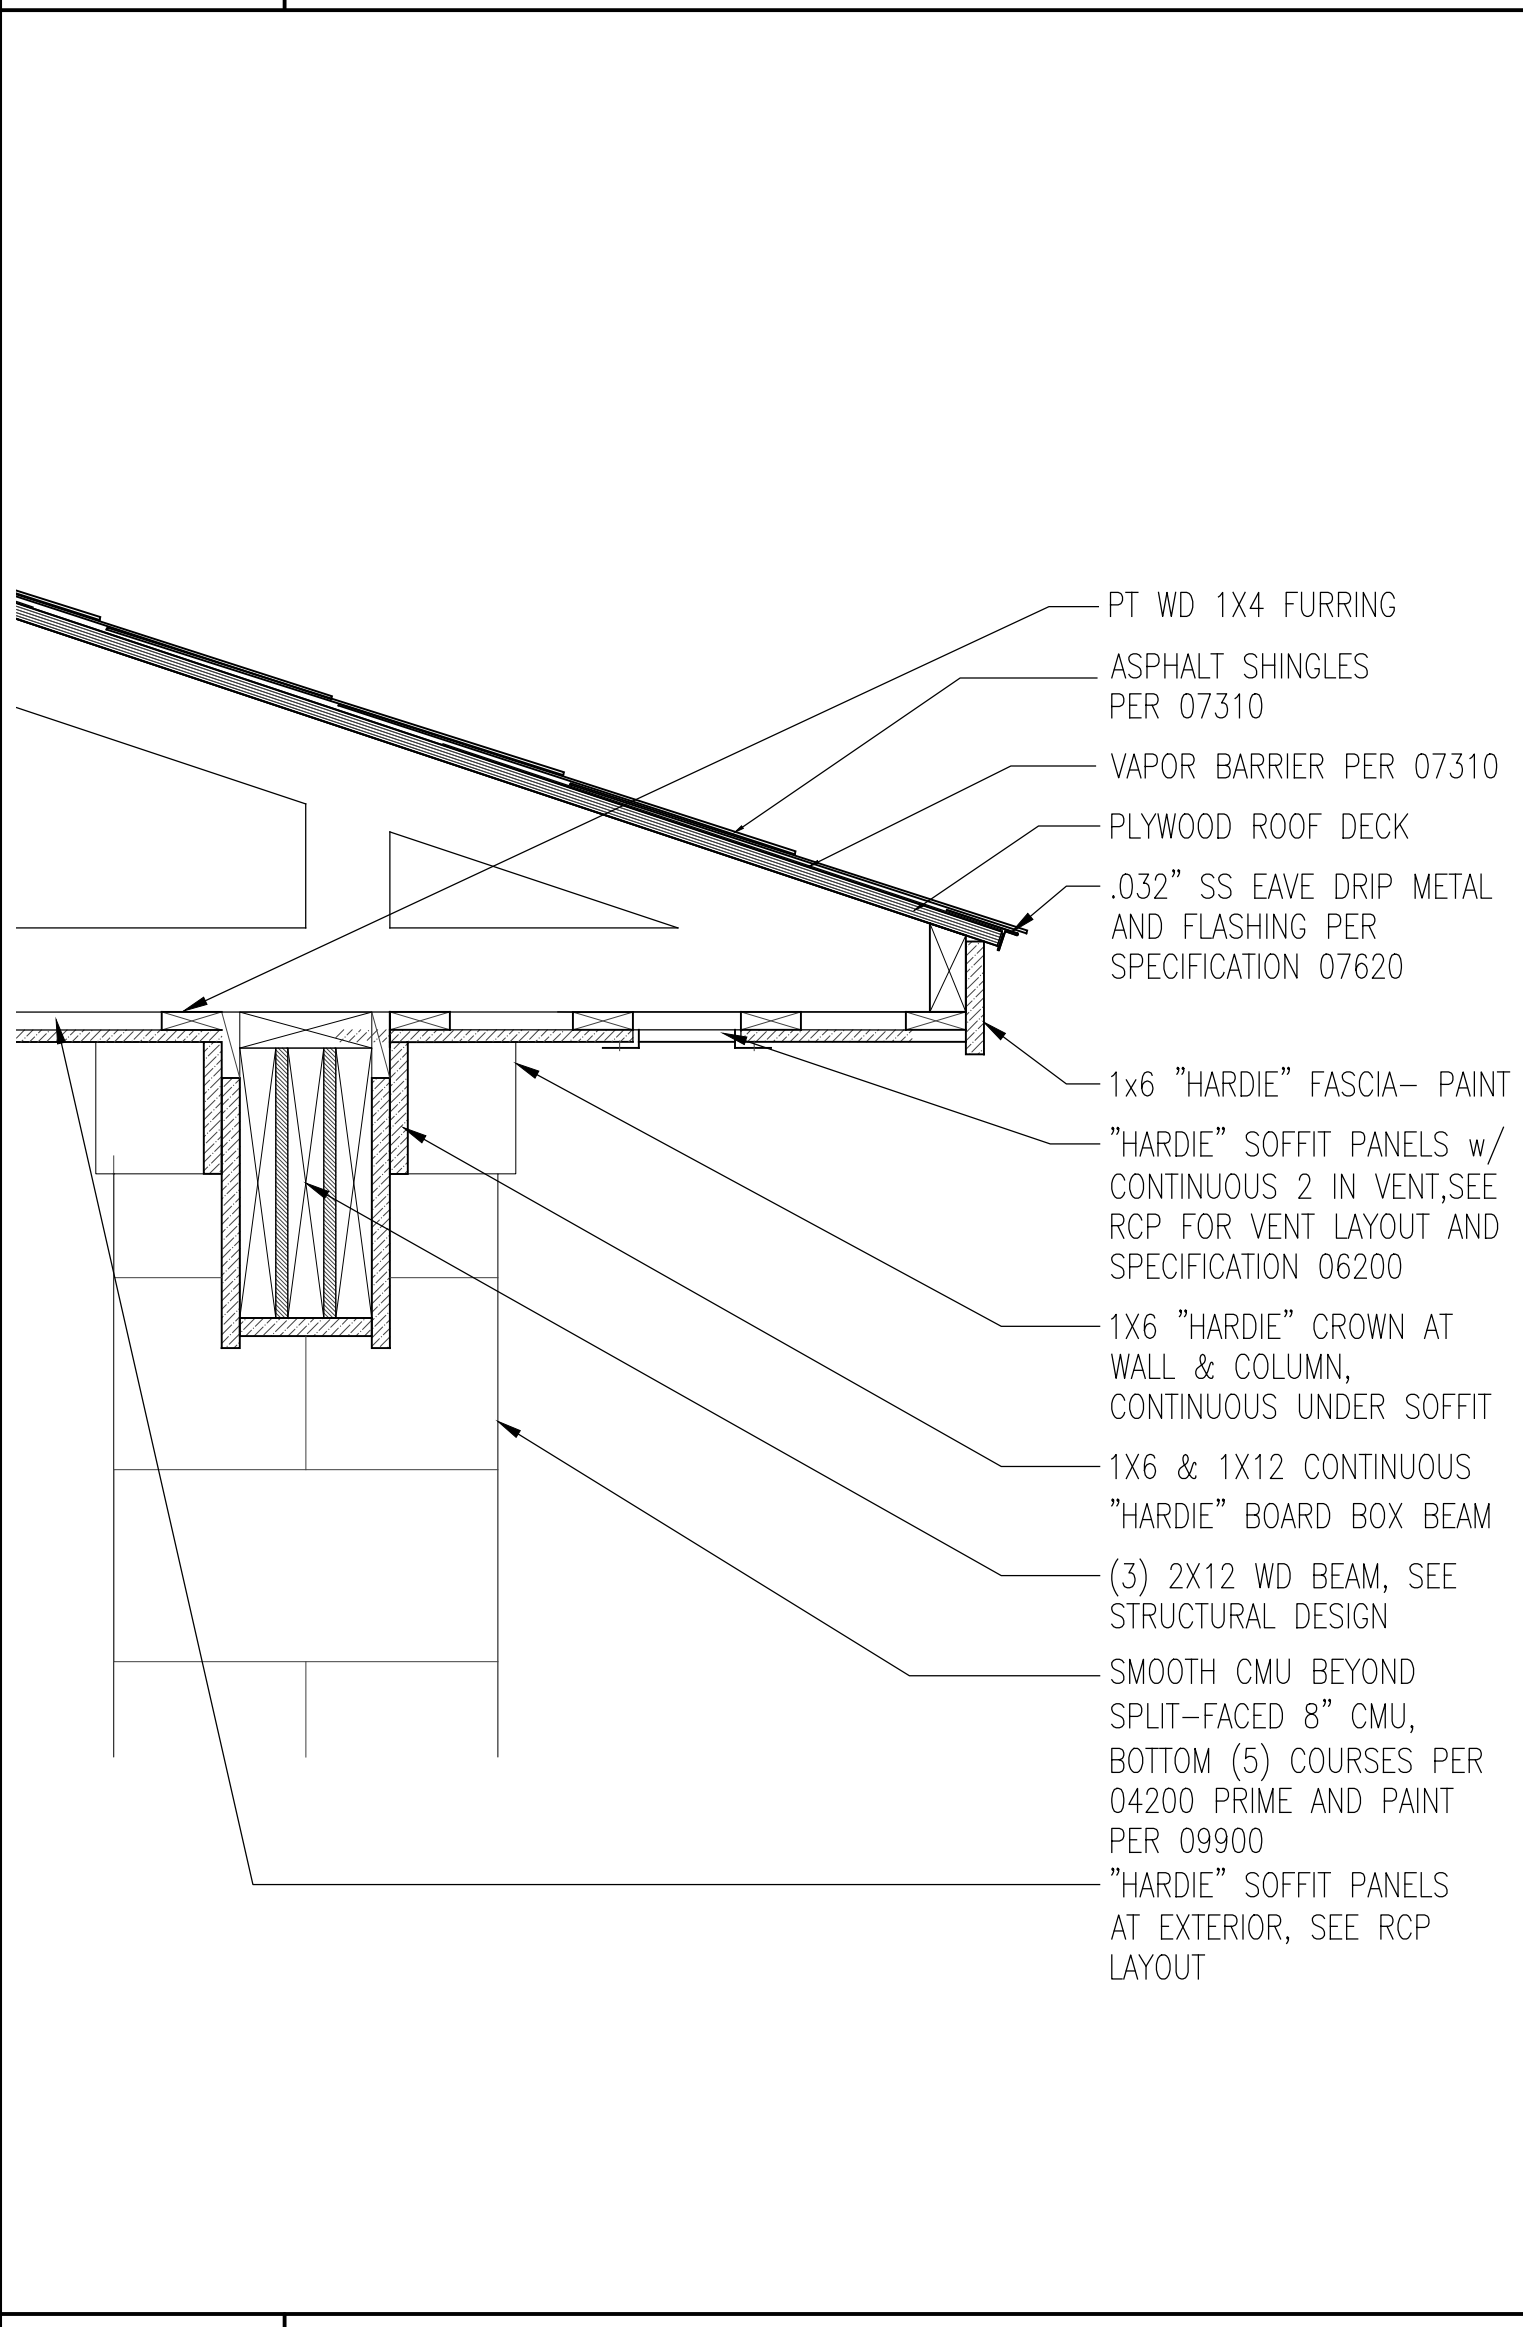 PT WD 1X4 FURRING
ASPHALT SHINGLES
PER 07310
VAPOR BARRIER PER 07310
PLYWOOD ROOF DECK
.032" SS EAVE DRIP METAL
AND FLASHING PER
SPECIFICATION 07620
1x6 "HARDIE" FASCIA– PAINT
"HARDIE" SOFFIT PANELS w/
CONTINUOUS 2 IN VENT,SEE
RCP FOR VENT LAYOUT AND
SPECIFICATION 06200
1X6 "HARDIE" CROWN AT
WALL & COLUMN,
CONTINUOUS UNDER SOFFIT
1X6 & 1X12 CONTINUOUS
"HARDIE" BOARD BOX BEAM
(3) 2X12 WD BEAM, SEE
STRUCTURAL DESIGN
SMOOTH CMU BEYOND
SPLIT–FACED 8" CMU,
BOTTOM (5) COURSES PER
04200 PRIME AND PAINT
PER 09900
"HARDIE" SOFFIT PANELS
AT EXTERIOR, SEE RCP
LAYOUT